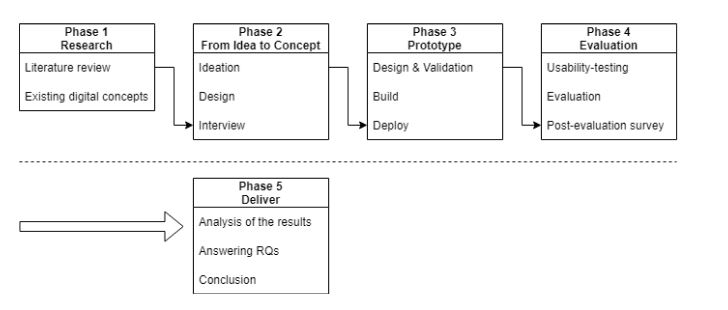 Phase 1
Research
Literature review
Existing digital concepts
Phase 2
From Idea to Concept
Ideation
Design
Interview
Phase 3
Prototype
Design & Validation
Build
Deploy
Phase 4
Evaluation
Usability-testing
Evaluation
Post-evaluation survey
Phase 5
Deliver
Analysis of the results
Answering RQs
Conclusion